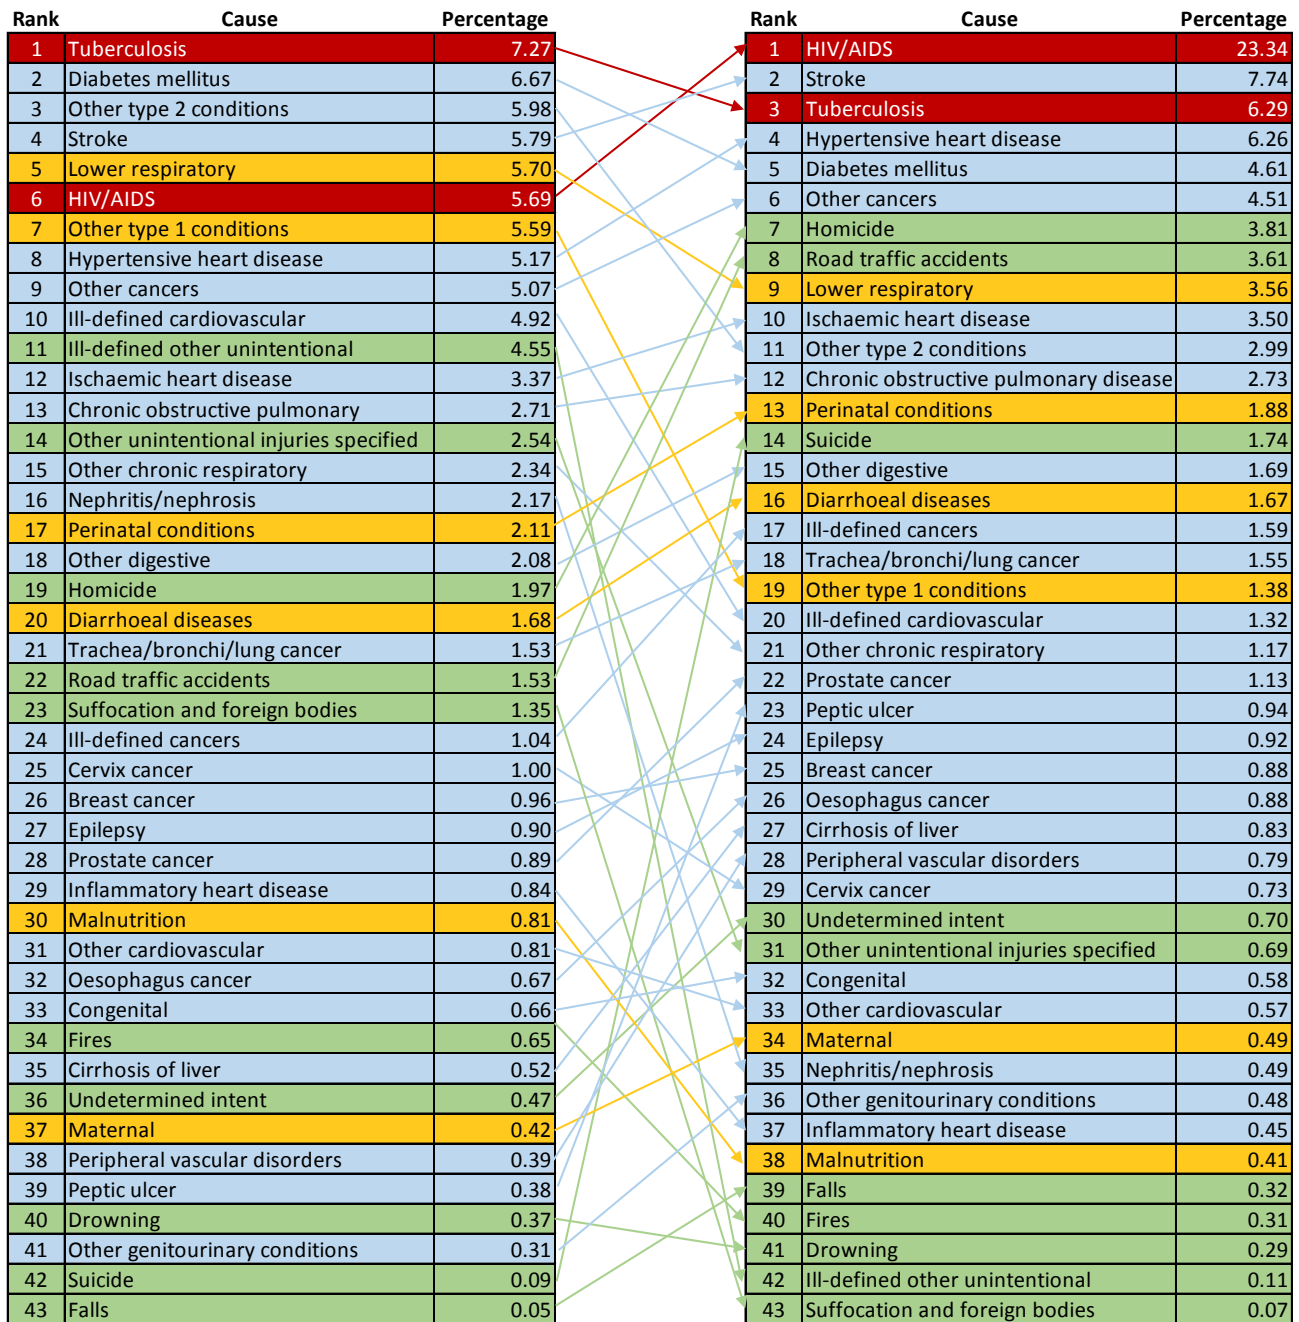 Rank Cause Percentage
1 Tuberculosis 7.27
2 Diabetes mellitus 6.67
3 Other type 2 conditions 5.98
4 Stroke 5.79
5 Lower respiratory 5.70
6 HIV/AIDS 5.69
7 Other type 1 conditions 5.59
8 Hypertensive heart disease 5.17
9 Other cancers 5.07
10 Ill-defined cardiovascular 4.92
11 Ill-defined other unintentional 4.55
12 Ischaemic heart disease 3.37
13 Chronic obstructive pulmonary 2.71
14 Other unintentional injuries specified 2.54
15 Other chronic respiratory 2.34
16 Nephritis/nephrosis 2.17
17 Perinatal conditions 2.11
18 Other digestive 2.08
19 Homicide 1.97
20 Diarrhoeal diseases 1.68
21 Trachea/bronchi/lung cancer 1.53
22 Road traffic accidents 1.53
23 Suffocation and foreign bodies 1.35
24 Ill-defined cancers 1.04
25 Cervix cancer 1.00
26 Breast cancer 0.96
27 Epilepsy 0.90
28 Prostate cancer 0.89
29 Inflammatory heart disease 0.84
30 Malnutrition 0.81
31 Other cardiovascular 0.81
32 Oesophagus cancer 0.67
33 Congenital 0.66
34 Fires 0.65
35 Cirrhosis of liver 0.52
36 Undetermined intent 0.47
37 Maternal 0.42
38 Peripheral vascular disorders 0.39
39 Peptic ulcer 0.38
40 Drowning 0.37
41 Other genitourinary conditions 0.31
42 Suicide 0.09
43 Falls 0.05
Rank Cause Percentage
1 HIV/AIDS 23.34
2 Stroke 7.74
3 Tuberculosis 6.29
4 Hypertensive heart disease 6.26
5 Diabetes mellitus 4.61
6 Other cancers 4.51
7 Homicide 3.81
8 Road traffic accidents 3.61
9 Lower respiratory 3.56
10 Ischaemic heart disease 3.50
11 Other type 2 conditions 2.99
12 Chronic obstructive pulmonary disease 2.73
13 Perinatal conditions 1.88
14 Suicide 1.74
15 Other digestive 1.69
16 Diarrhoeal diseases 1.67
17 Ill-defined cancers 1.59
18 Trachea/bronchi/lung cancer 1.55
19 Other type 1 conditions 1.38
20 Ill-defined cardiovascular 1.32
21 Other chronic respiratory 1.17
22 Prostate cancer 1.13
23 Peptic ulcer 0.94
24 Epilepsy 0.92
25 Breast cancer 0.88
26 Oesophagus cancer 0.88
27 Cirrhosis of liver 0.83
28 Peripheral vascular disorders 0.79
29 Cervix cancer 0.73
30 Undetermined intent 0.70
31 Other unintentional injuries specified 0.69
32 Congenital 0.58
33 Other cardiovascular 0.57
34 Maternal 0.49
35 Nephritis/nephrosis 0.49
36 Other genitourinary conditions 0.48
37 Inflammatory heart disease 0.45
38 Malnutrition 0.41
39 Falls 0.32
40 Fires 0.31
41 Drowning 0.29
42 Ill-defined other unintentional 0.11
43 Suffocation and foreign bodies 0.07